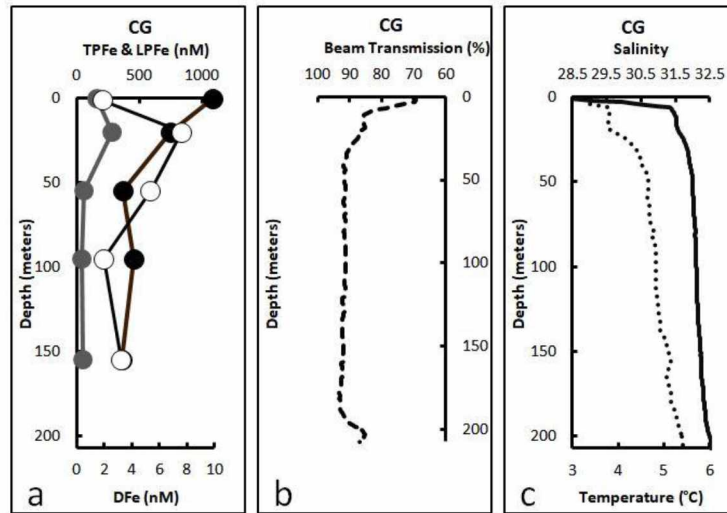 CG
TPFe & LPFe (nM)
0 500 1000
0
50
100
150
200
Depth (meters)
0 2 4 6 8 10
DFe (nM)
a
CG
Beam Transmission (%)
100 90 80 70 60
0
50
100
150
200
Depth (meters)
b
CG
Salinity
28.5 29.5 30.5 31.5 32.5
0
50
100
150
200
Depth (meters)
3 4 5 6
Temperature (°C)
c